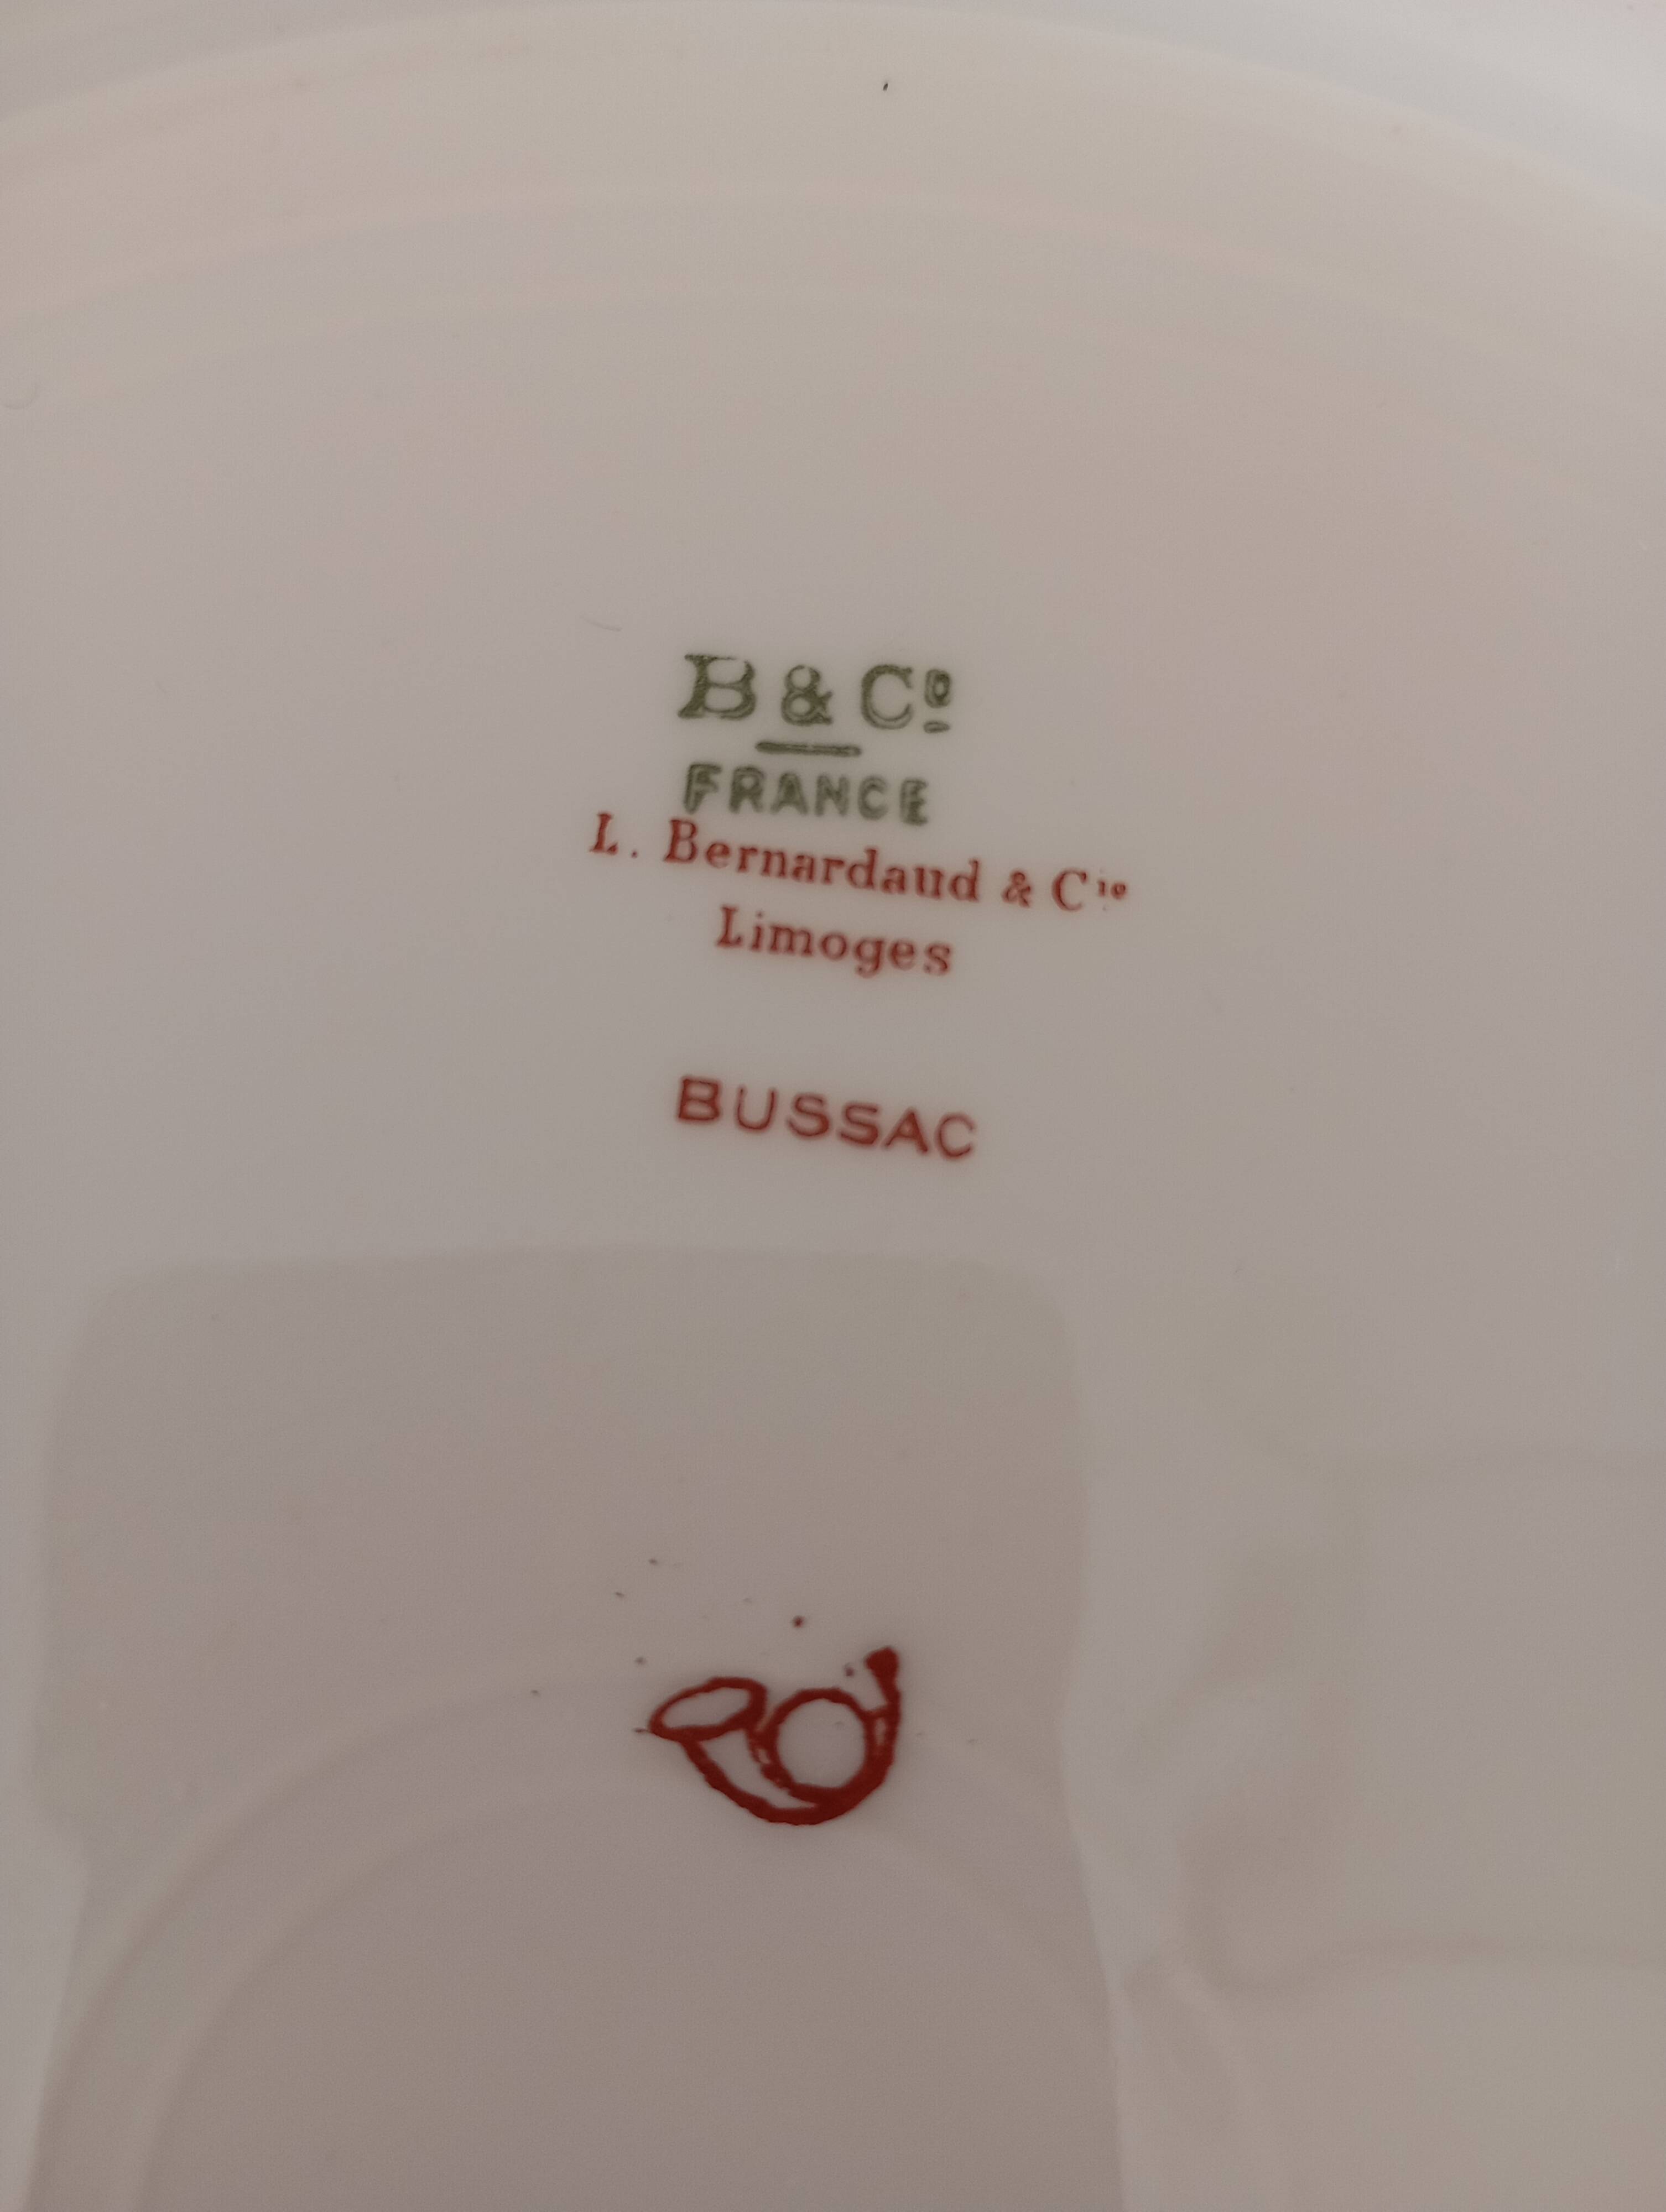 B & Cº
FRANCE
L. Bernardaud & Cie
Limoges
BUSSAC